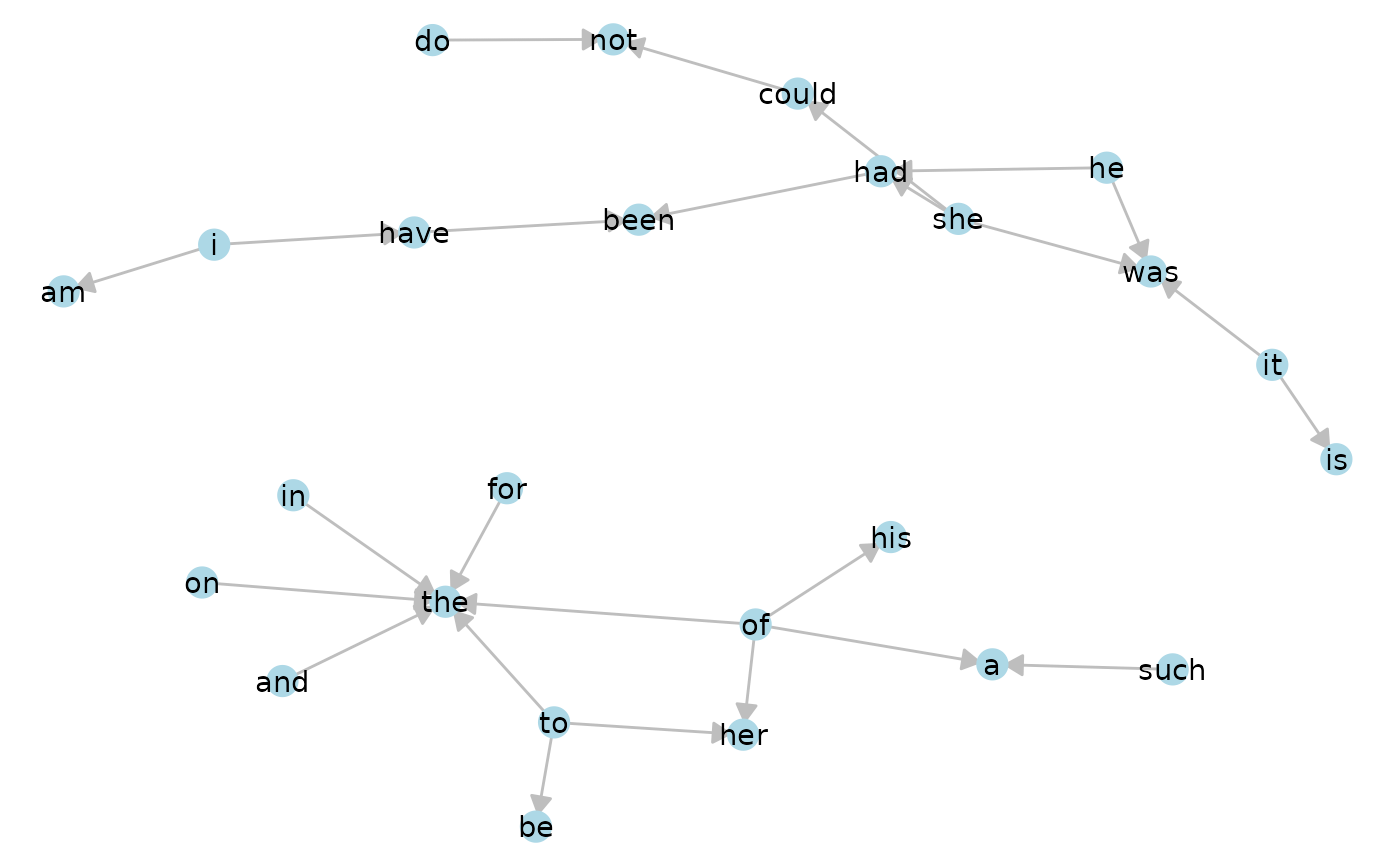 do
not
could
had
he
she
been
have
i
was
am
it
is
for
in
his
on
the
of
a
such
and
to
her
be